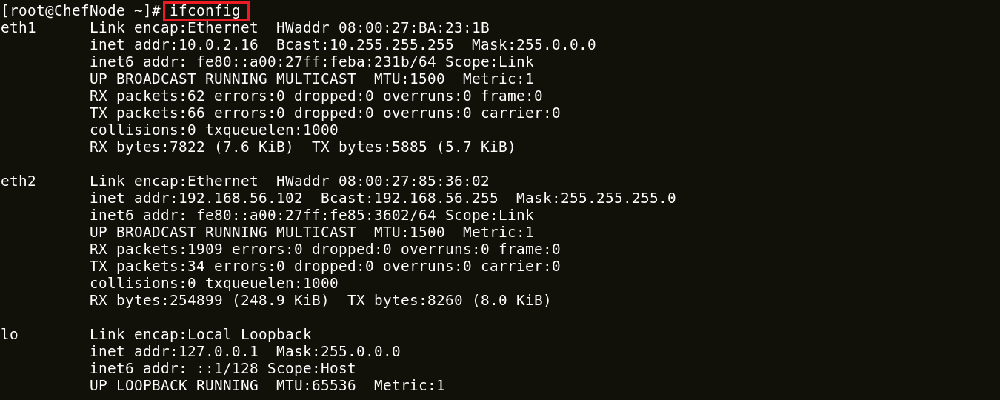 [root@ChefNode ~]# ifconfig
eth1      Link encap:Ethernet  HWaddr 08:00:27:BA:23:1B
          inet addr:10.0.2.16  Bcast:10.255.255.255  Mask:255.0.0.0
          inet6 addr: fe80::a00:27ff:feba:231b/64 Scope:Link
          UP BROADCAST RUNNING MULTICAST  MTU:1500  Metric:1
          RX packets:62 errors:0 dropped:0 overruns:0 frame:0
          TX packets:66 errors:0 dropped:0 overruns:0 carrier:0
          collisions:0 txqueuelen:1000
          RX bytes:7822 (7.6 KiB)  TX bytes:5885 (5.7 KiB)

eth2      Link encap:Ethernet  HWaddr 08:00:27:85:36:02
          inet addr:192.168.56.102  Bcast:192.168.56.255  Mask:255.255.255.0
          inet6 addr: fe80::a00:27ff:fe85:3602/64 Scope:Link
          UP BROADCAST RUNNING MULTICAST  MTU:1500  Metric:1
          RX packets:1909 errors:0 dropped:0 overruns:0 frame:0
          TX packets:34 errors:0 dropped:0 overruns:0 carrier:0
          collisions:0 txqueuelen:1000
          RX bytes:254899 (248.9 KiB)  TX bytes:8260 (8.0 KiB)

lo        Link encap:Local Loopback
          inet addr:127.0.0.1  Mask:255.0.0.0
          inet6 addr: ::1/128 Scope:Host
          UP LOOPBACK RUNNING  MTU:65536  Metric:1